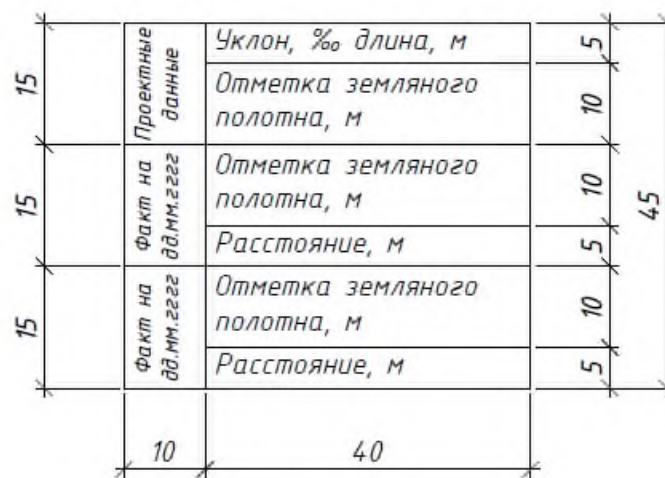 15
Проектные
данные
Уклон, ‰ длина, м
5
Отметка земляного
полотна, м
10
15
Факт на
дд.мм.гггг
Отметка земляного
полотна, м
10
45
Расстояние, м
5
15
Факт на
дд.мм.гггг
Отметка земляного
полотна, м
10
Расстояние, м
5
10
40